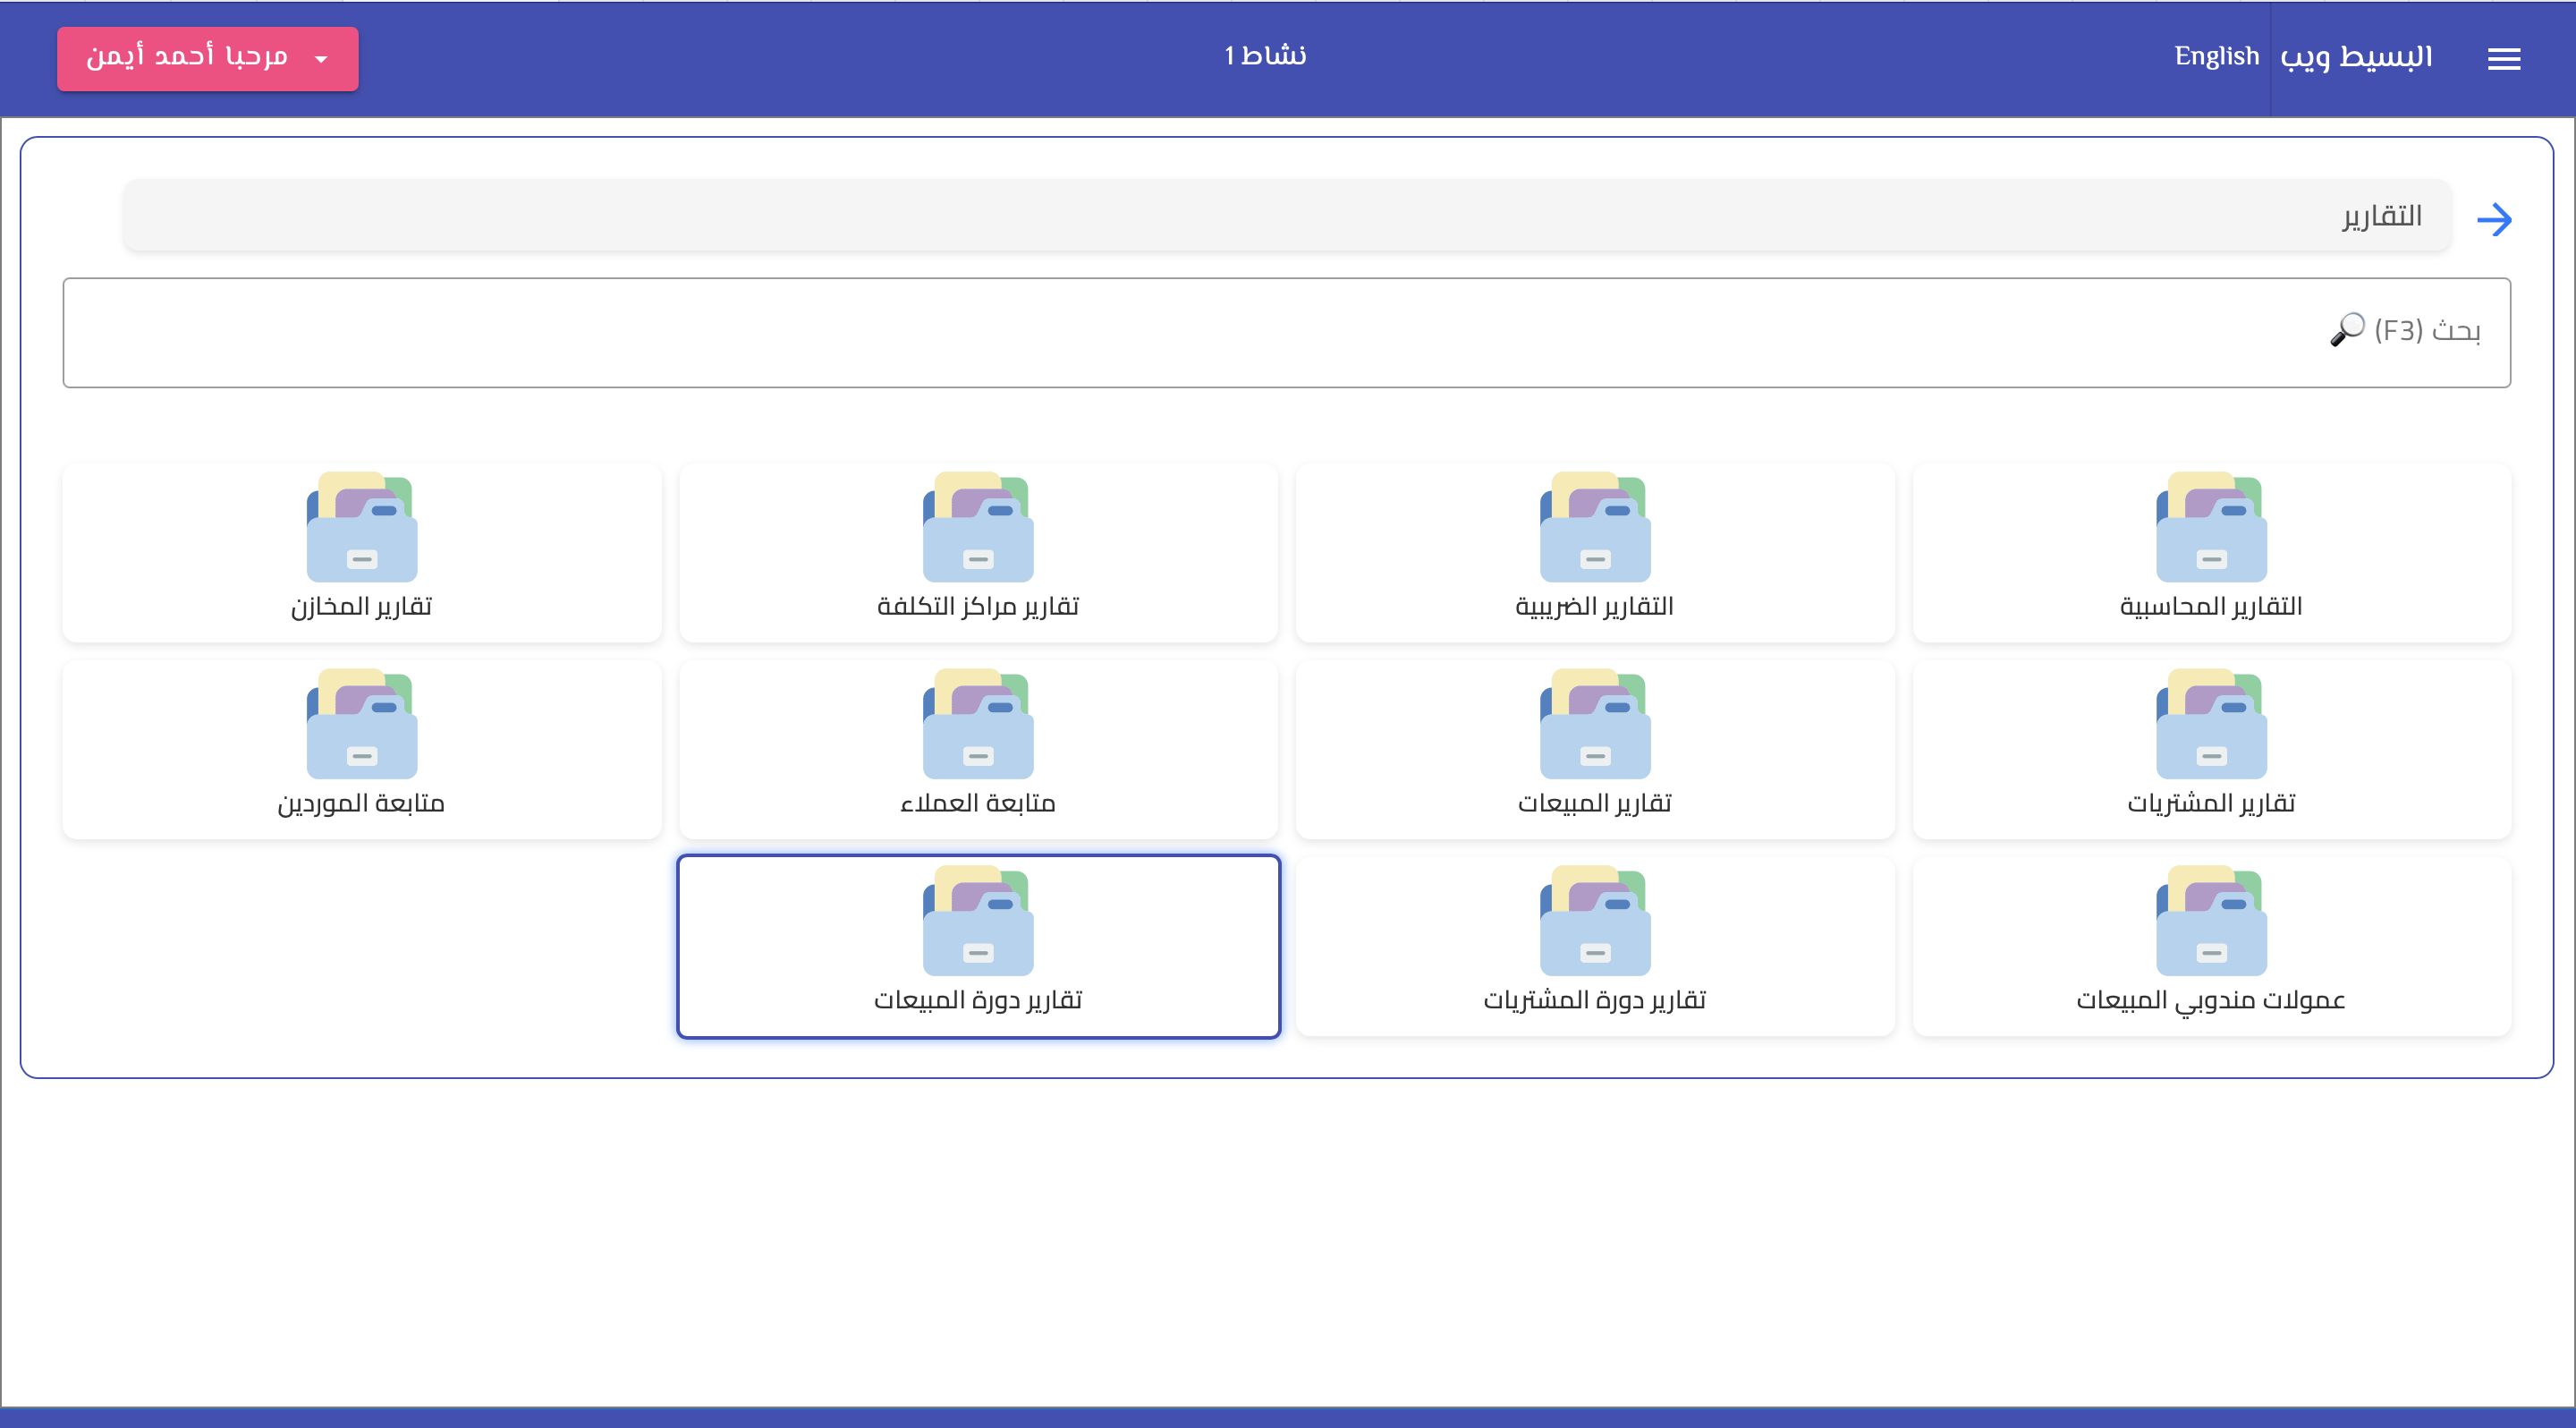 البسيط ويب
English
نشاط 1
مرحبا أحمد أيمن
التقارير
بحث (F3) 🔎
التقارير المحاسبية
التقارير الضريبية
تقارير مراكز التكلفة
تقارير المخازن
تقارير المشتريات
تقارير المبيعات
متابعة العملاء
متابعة الموردين
عمولات مندوبي المبيعات
تقارير دورة المشتريات
تقارير دورة المبيعات